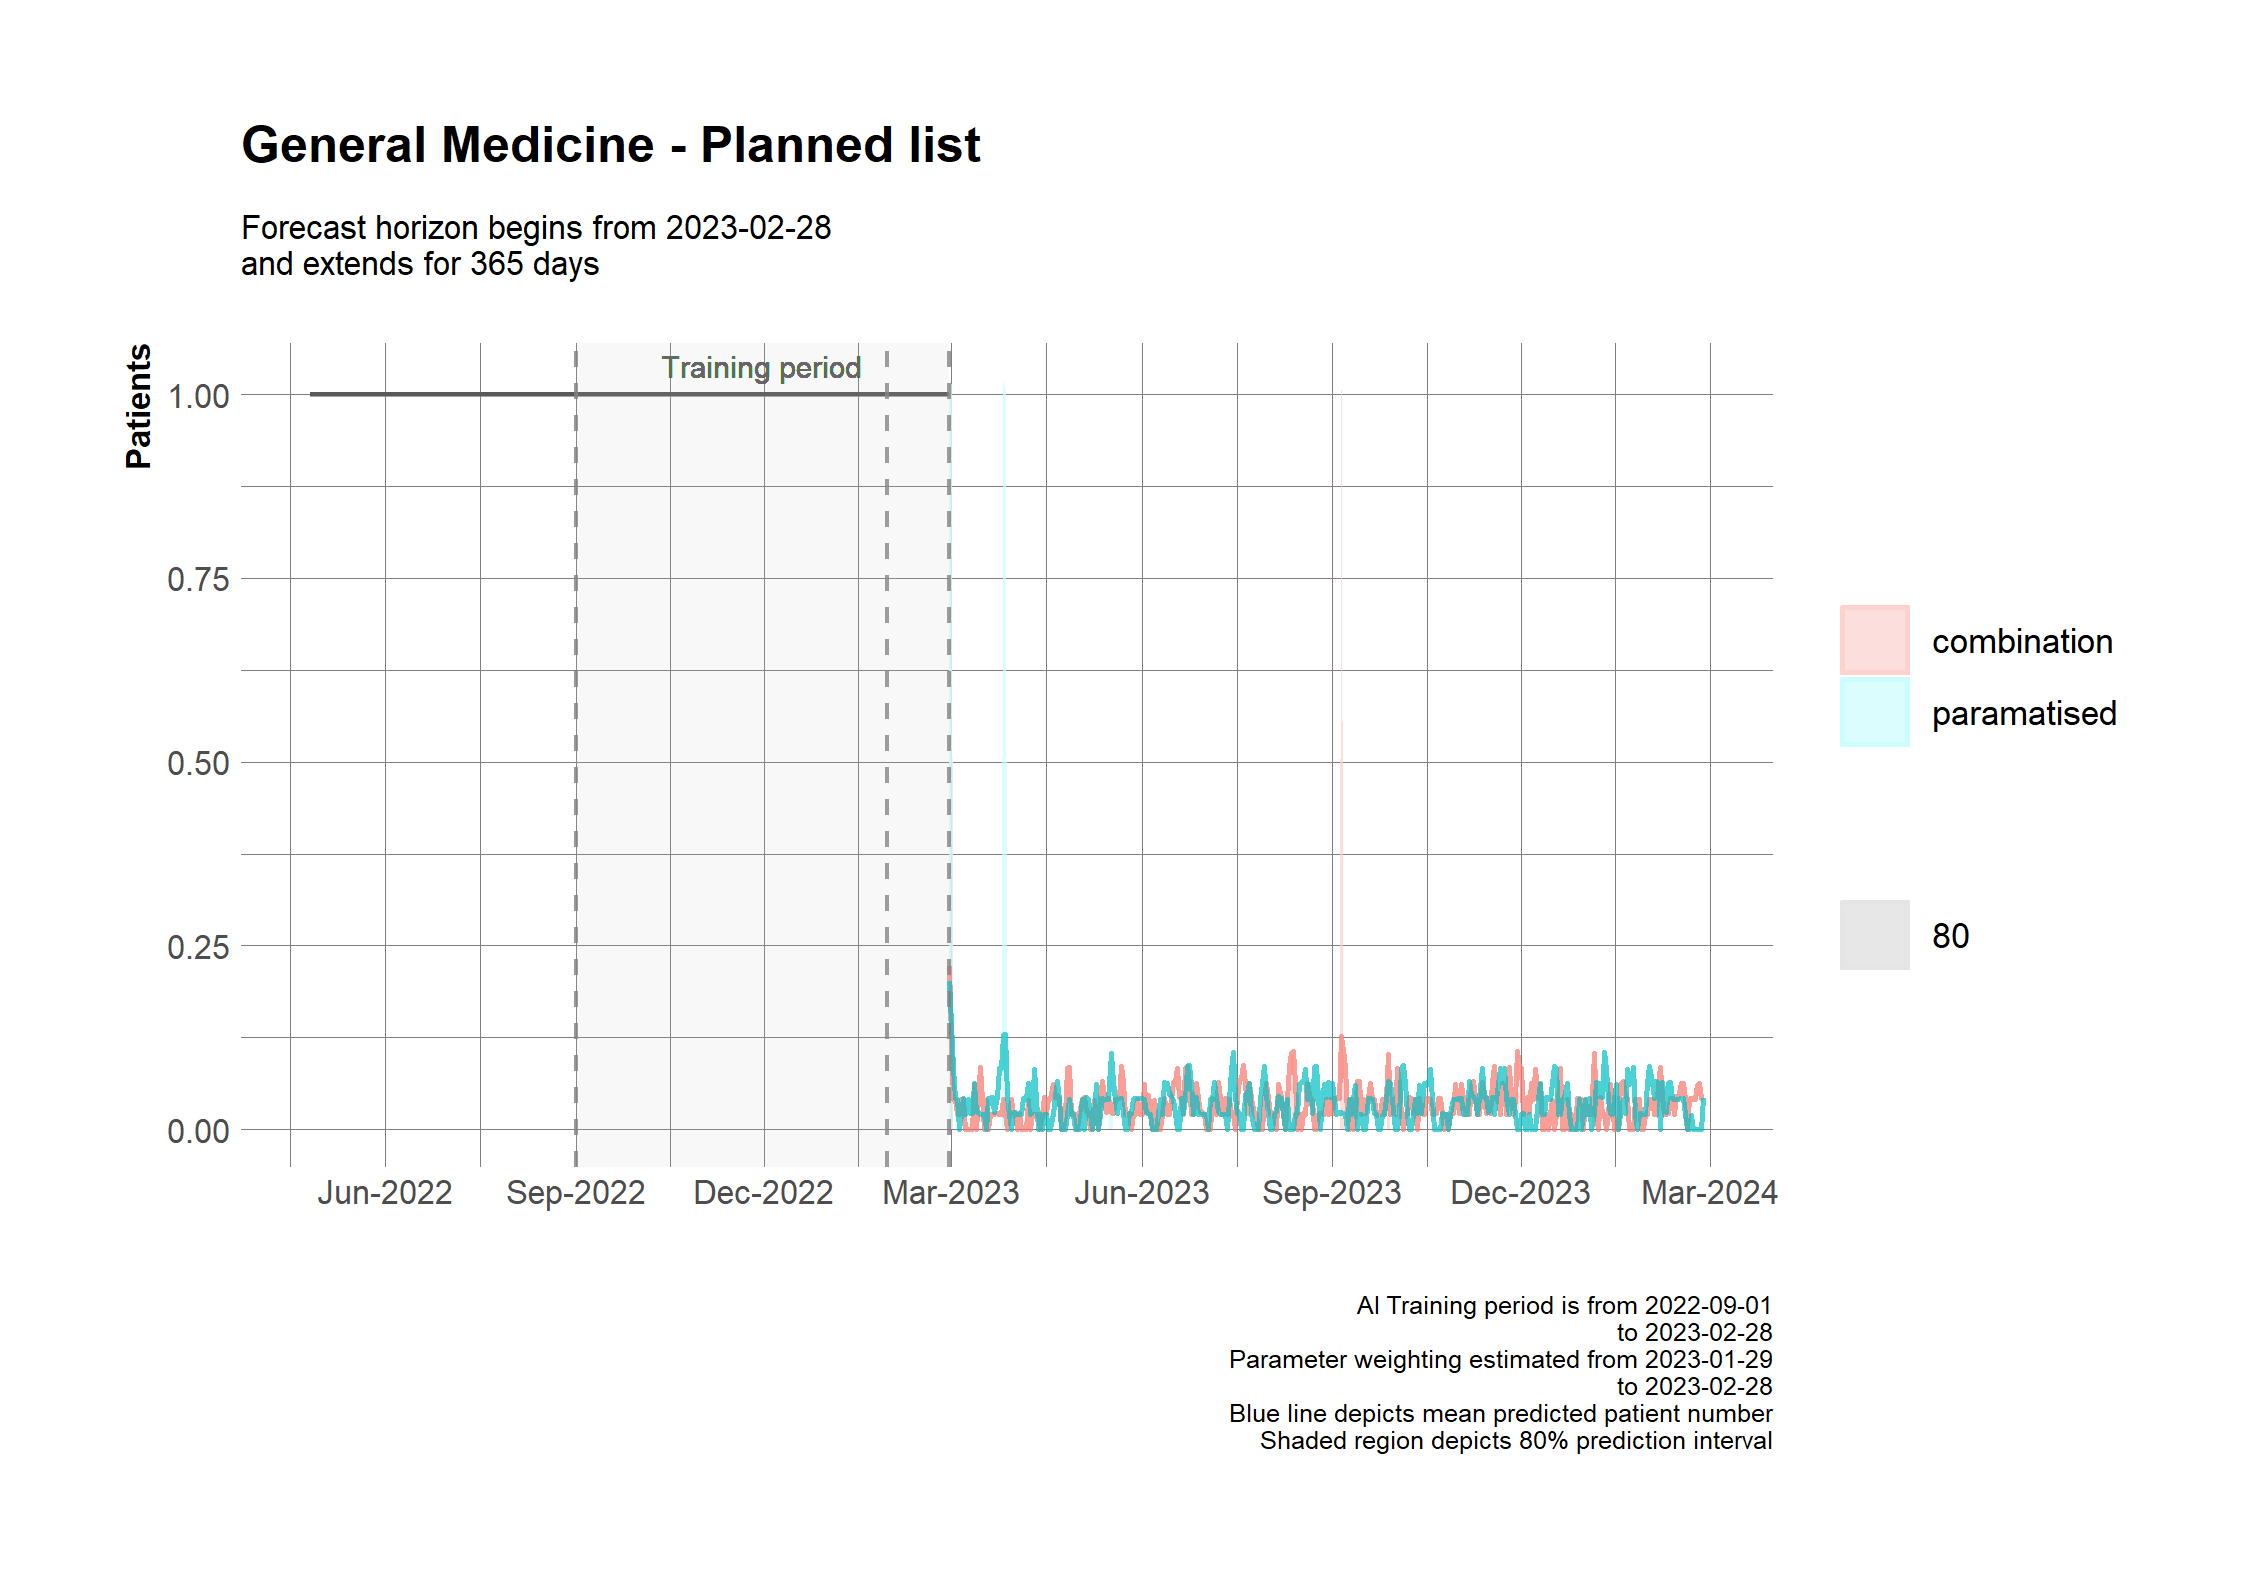 General Medicine - Planned list
Forecast horizon begins from 2023-02-28
and extends for 365 days
Patients
Training period
1.00
0.75
0.50
0.25
0.00
Jun-2022
Sep-2022
Dec-2022
Mar-2023
Jun-2023
Sep-2023
Dec-2023
Mar-2024
combination
paramatised
80
AI Training period is from 2022-09-01
to 2023-02-28
Parameter weighting estimated from 2023-01-29
to 2023-02-28
Blue line depicts mean predicted patient number
Shaded region depicts 80% prediction interval